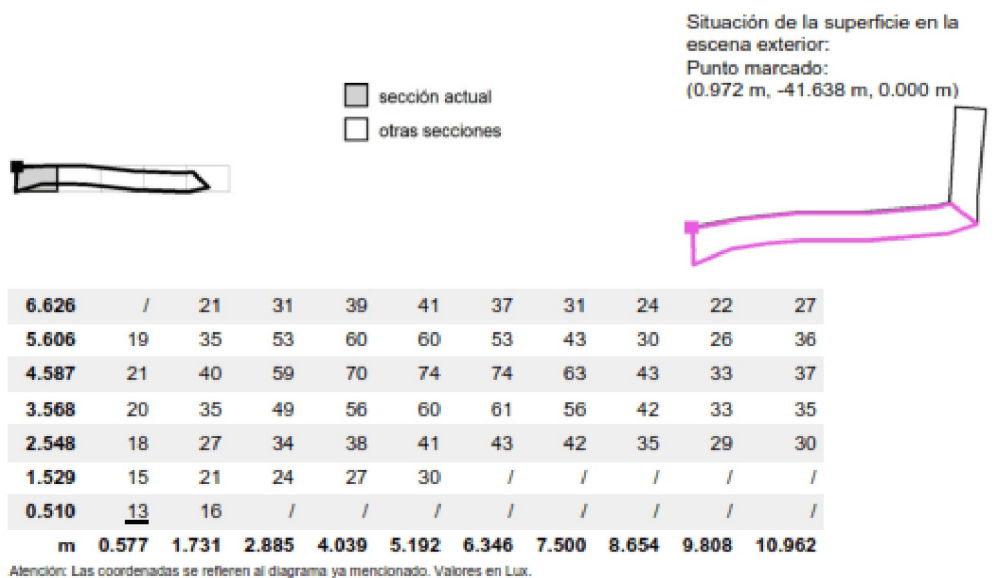 Situación de la superficie en la
escena exterior:
Punto marcado:
(0.972 m, -41.638 m, 0.000 m)
sección actual
otras secciones
6.626 / 21 31 39 41 37 31 24 22 27
5.606 19 35 53 60 60 53 43 30 26 36
4.587 21 40 59 70 74 74 63 43 33 37
3.568 20 35 49 56 60 61 56 42 33 35
2.548 18 27 34 38 41 43 42 35 29 30
1.529 15 21 24 27 30 / / / / /
0.510 13 16 / / / / / / / /
m 0.577 1.731 2.885 4.039 5.192 6.346 7.500 8.654 9.808 10.962
Atención: Las coordenadas se refieren al diagrama ya mencionado. Valores en Lux.